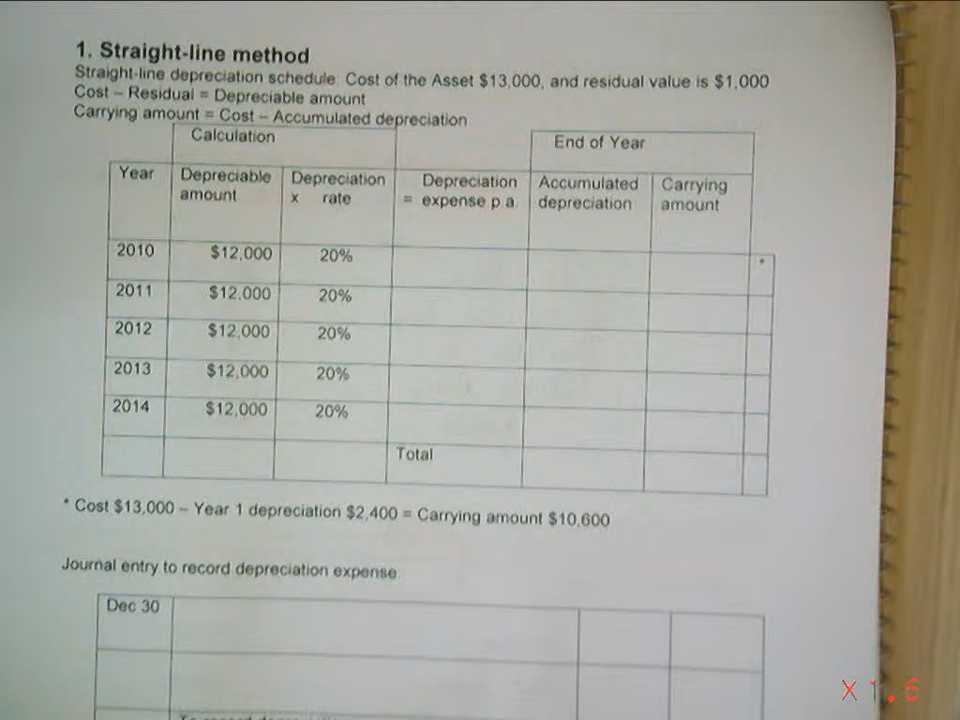 1. Straight-line method
Straight-line depreciation schedule: Cost of the Asset $13,000, and residual value is $1,000
Cost – Residual = Depreciable amount
Carrying amount = Cost – Accumulated depreciation
Calculation End of Year
Year Depreciable Depreciation Depreciation Accumulated Carrying
amount x rate = expense p.a. depreciation amount
2010 $12,000 20% *
2011 $12,000 20%
2012 $12,000 20%
2013 $12,000 20%
2014 $12,000 20%
Total
* Cost $13,000 – Year 1 depreciation $2,400 = Carrying amount $10,600
Journal entry to record depreciation expense
Dec 30
X 1.6